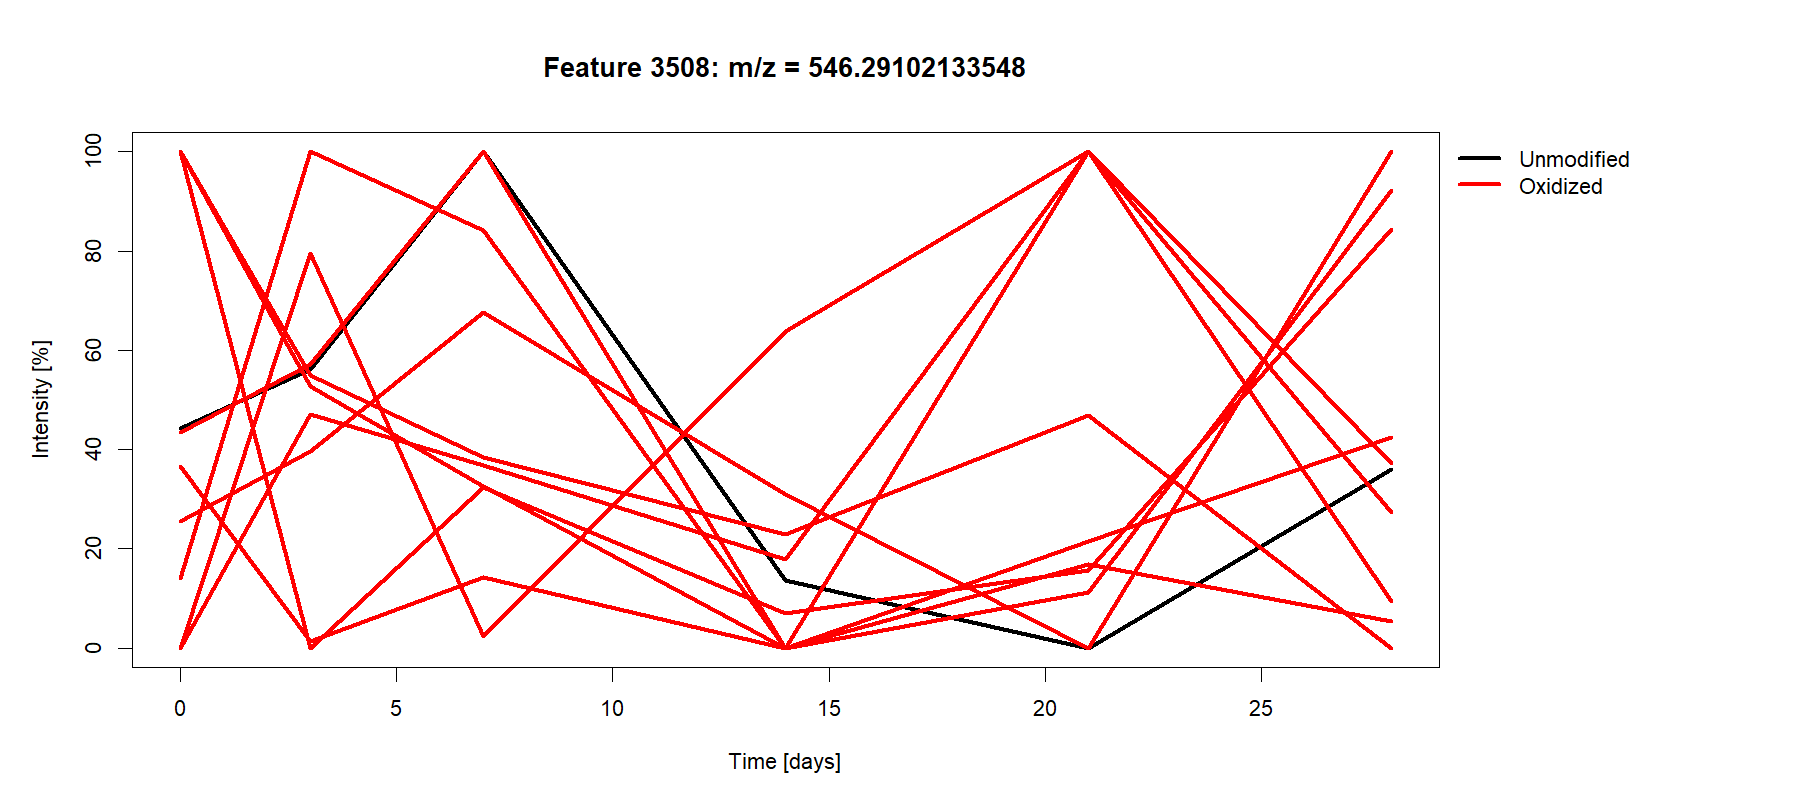 Feature 3508: m/z = 546.29102133548
Unmodified
Oxidized
Intensity [%]
100
80
60
40
20
0
0 5 10 15 20 25
Time [days]